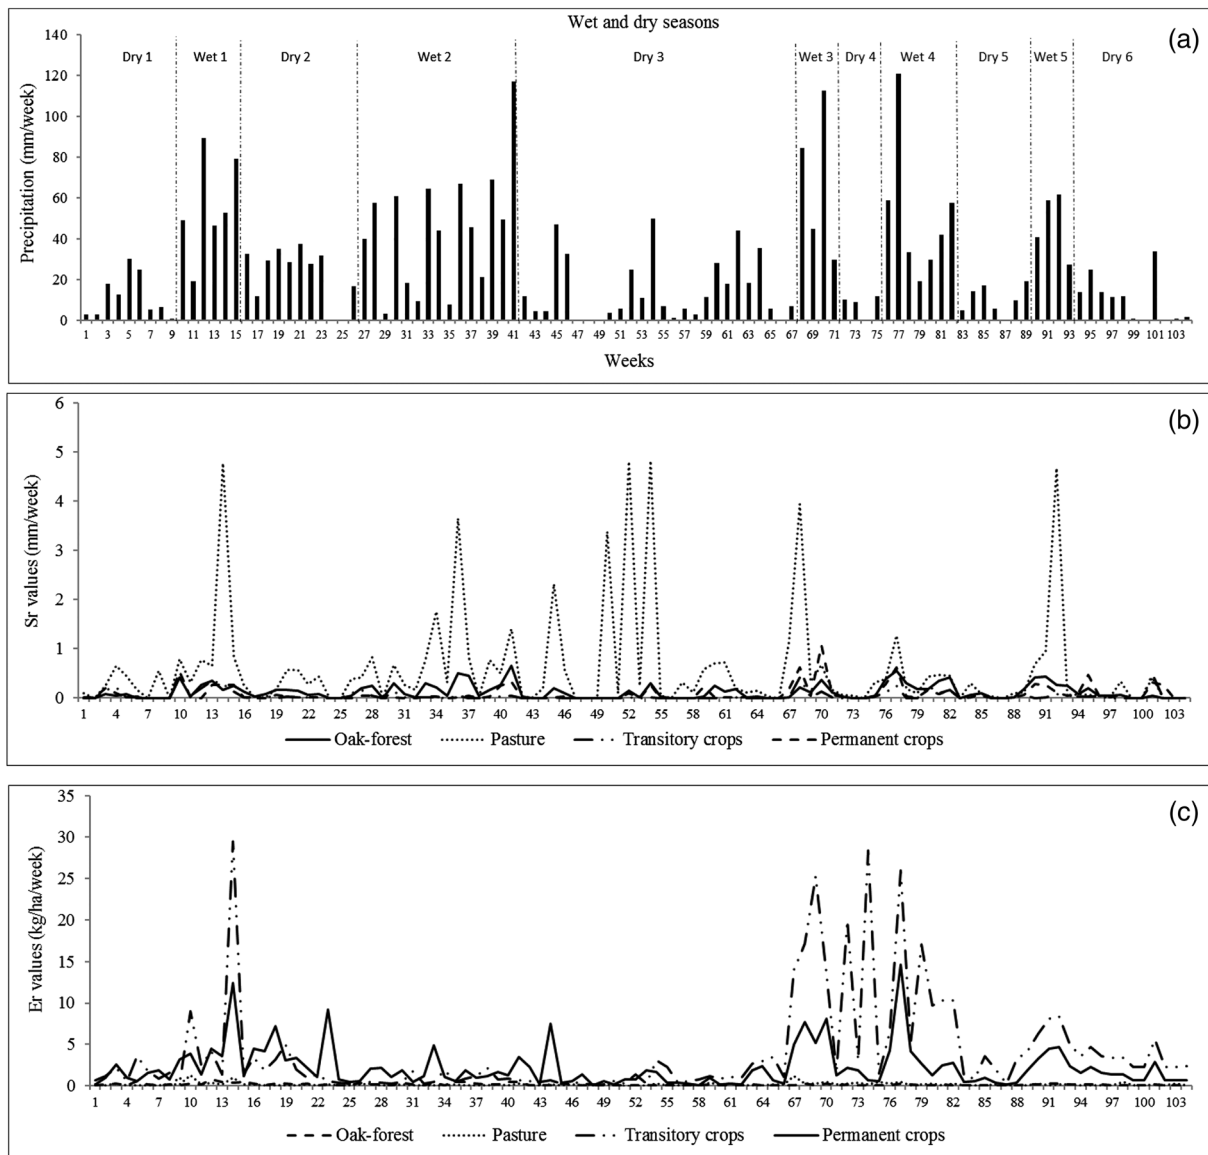 Wet and dry seasons
(a)
Dry 1 Wet 1 Dry 2 Wet 2 Dry 3 Wet 3 Dry 4 Wet 4 Dry 5 Wet 5 Dry 6
Precipitation (mm/week)
140
120
100
80
60
40
20
0
1 3 5 7 9 11 13 15 17 19 21 23 25 27 29 31 33 35 37 39 41 43 45 47 49 51 53 55 57 59 61 63 65 67 69 71 73 75 77 79 81 83 85 87 89 91 93 95 97 99 101 103
Weeks
(b)
Sr values (mm/week)
6
5
4
3
2
1
0
1 4 7 10 13 16 19 22 25 28 31 34 37 40 43 46 49 52 55 58 61 64 67 70 73 76 79 82 85 88 91 94 97 100 103
Oak-forest Pasture Transitory crops Permanent crops
(c)
Er values (kg/ha/week)
35
30
25
20
15
10
5
0
1 4 7 10 13 16 19 22 25 28 31 34 37 40 43 46 49 52 55 58 61 64 67 70 73 76 79 82 85 88 91 94 97 100 103
Oak-forest Pasture Transitory crops Permanent crops